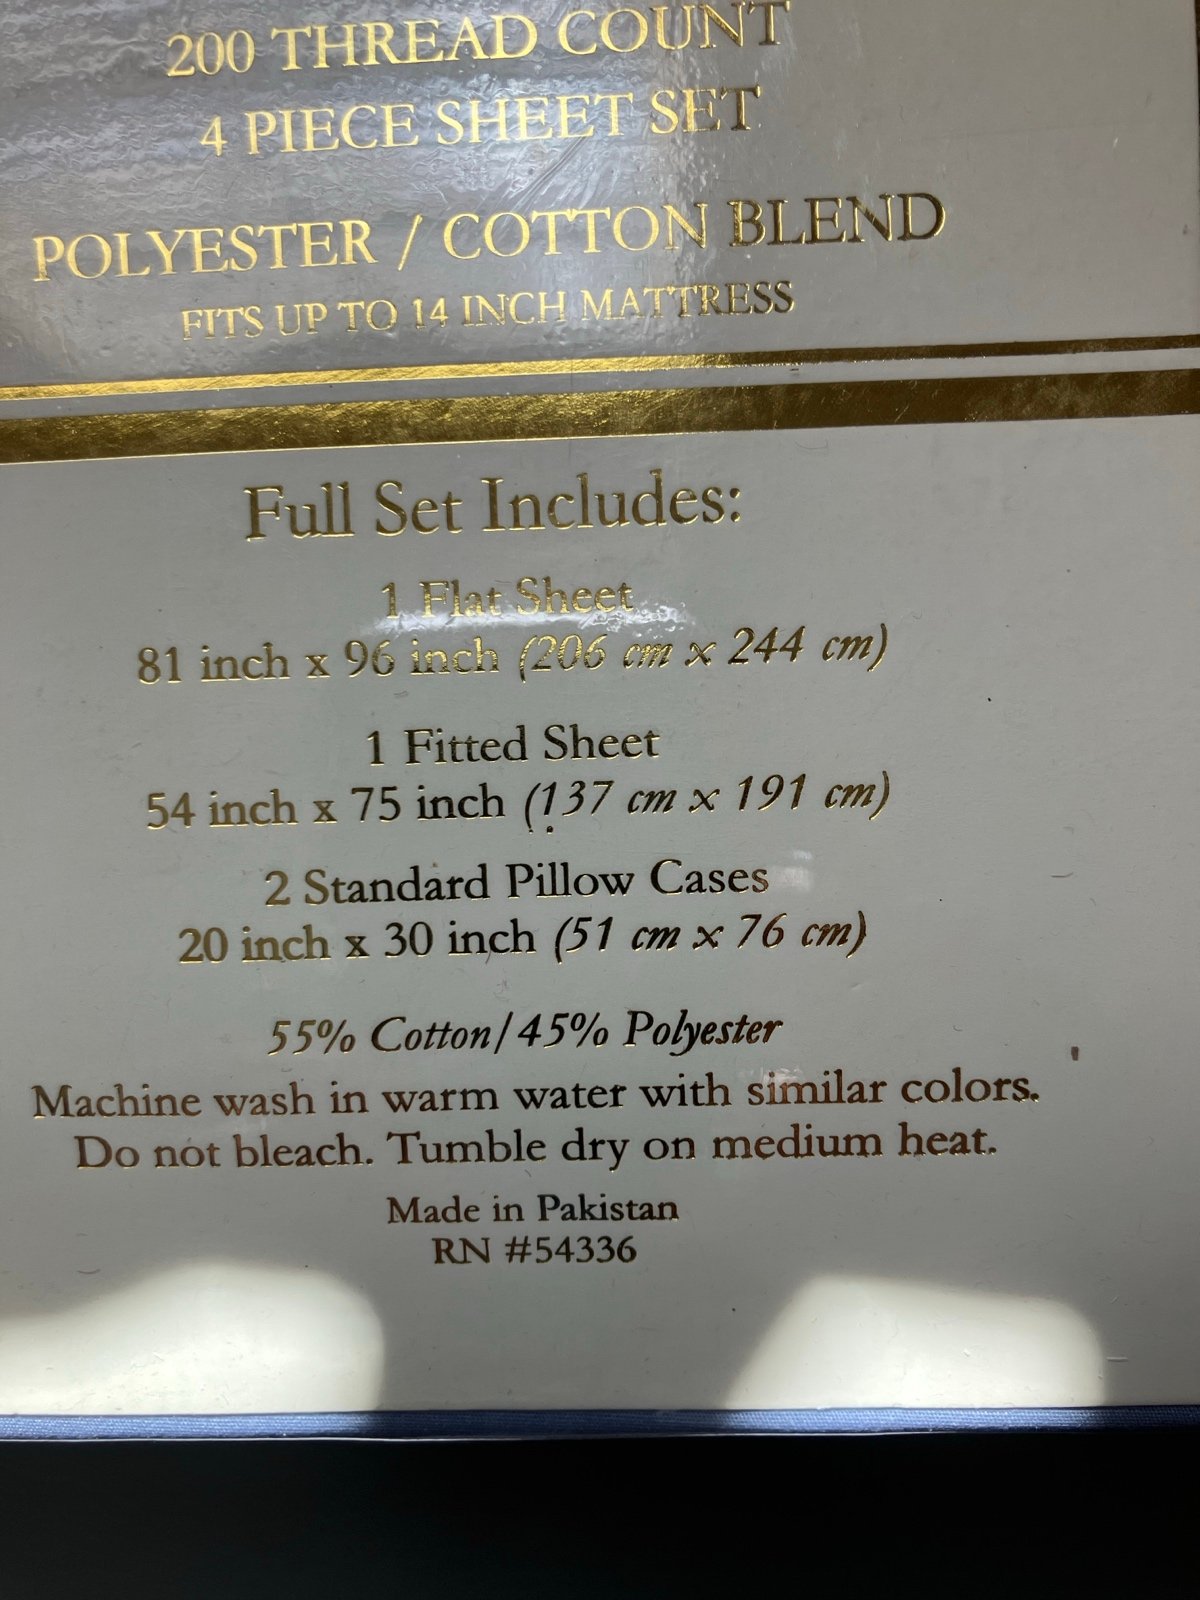 200 THREAD COUNT
4 PIECE SHEET SET
POLYESTER / COTTON BLEND
FITS UP TO 14 INCH MATTRESS
Full Set Includes:
1 Flat Sheet
81 inch x 96 inch (206 cm x 244 cm)
1 Fitted Sheet
54 inch x 75 inch (137 cm x 191 cm)
2 Standard Pillow Cases
20 inch x 30 inch (51 cm x 76 cm)
55% Cotton/45% Polyester
Machine wash in warm water with similar colors.
Do not bleach. Tumble dry on medium heat.
Made in Pakistan
RN #54336